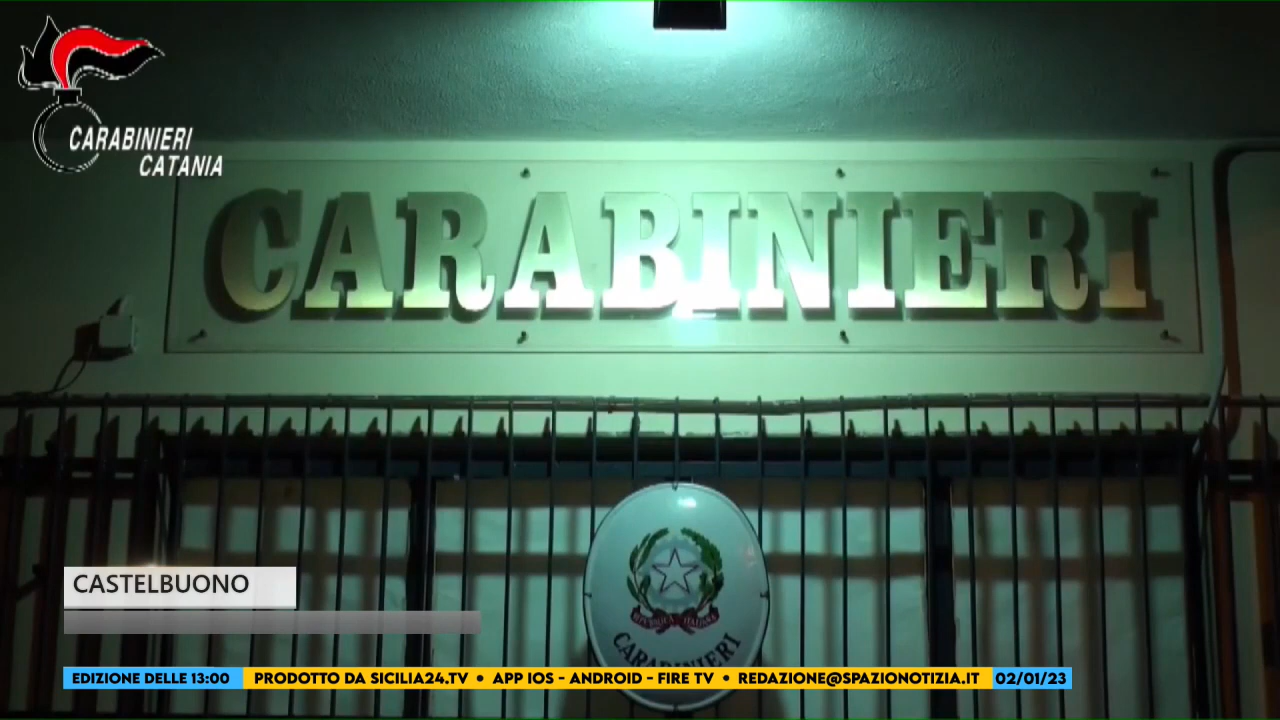 CARABINIERI
CATANIA
CARABINIERI
REPVBBLICA ITALIANA
CARABINIERI
CASTELBUONO
EDIZIONE DELLE 13:00 PRODOTTO DA SICILIA24.TV • APP IOS - ANDROID - FIRE TV • REDAZIONE@SPAZIONOTIZIA.IT 02/01/23